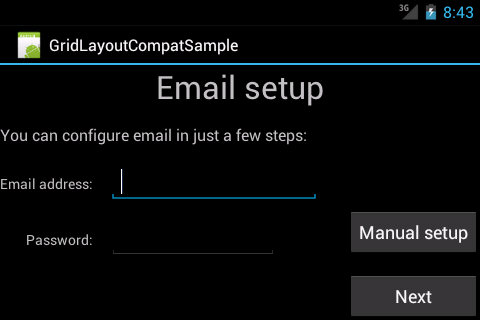 3G 8:43
GridLayoutCompatSample
Email setup
You can configure email in just a few steps:
Email address:
Password:
Manual setup
Next